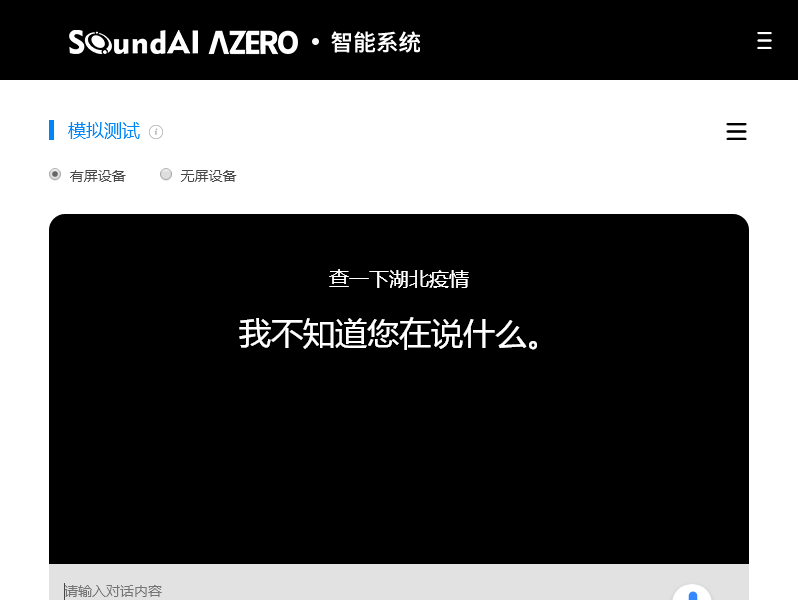 SoundAI AZERO · 智能系统
模拟测试
有屏设备 无屏设备
查一下湖北疫情
我不知道您在说什么。
请输入对话内容